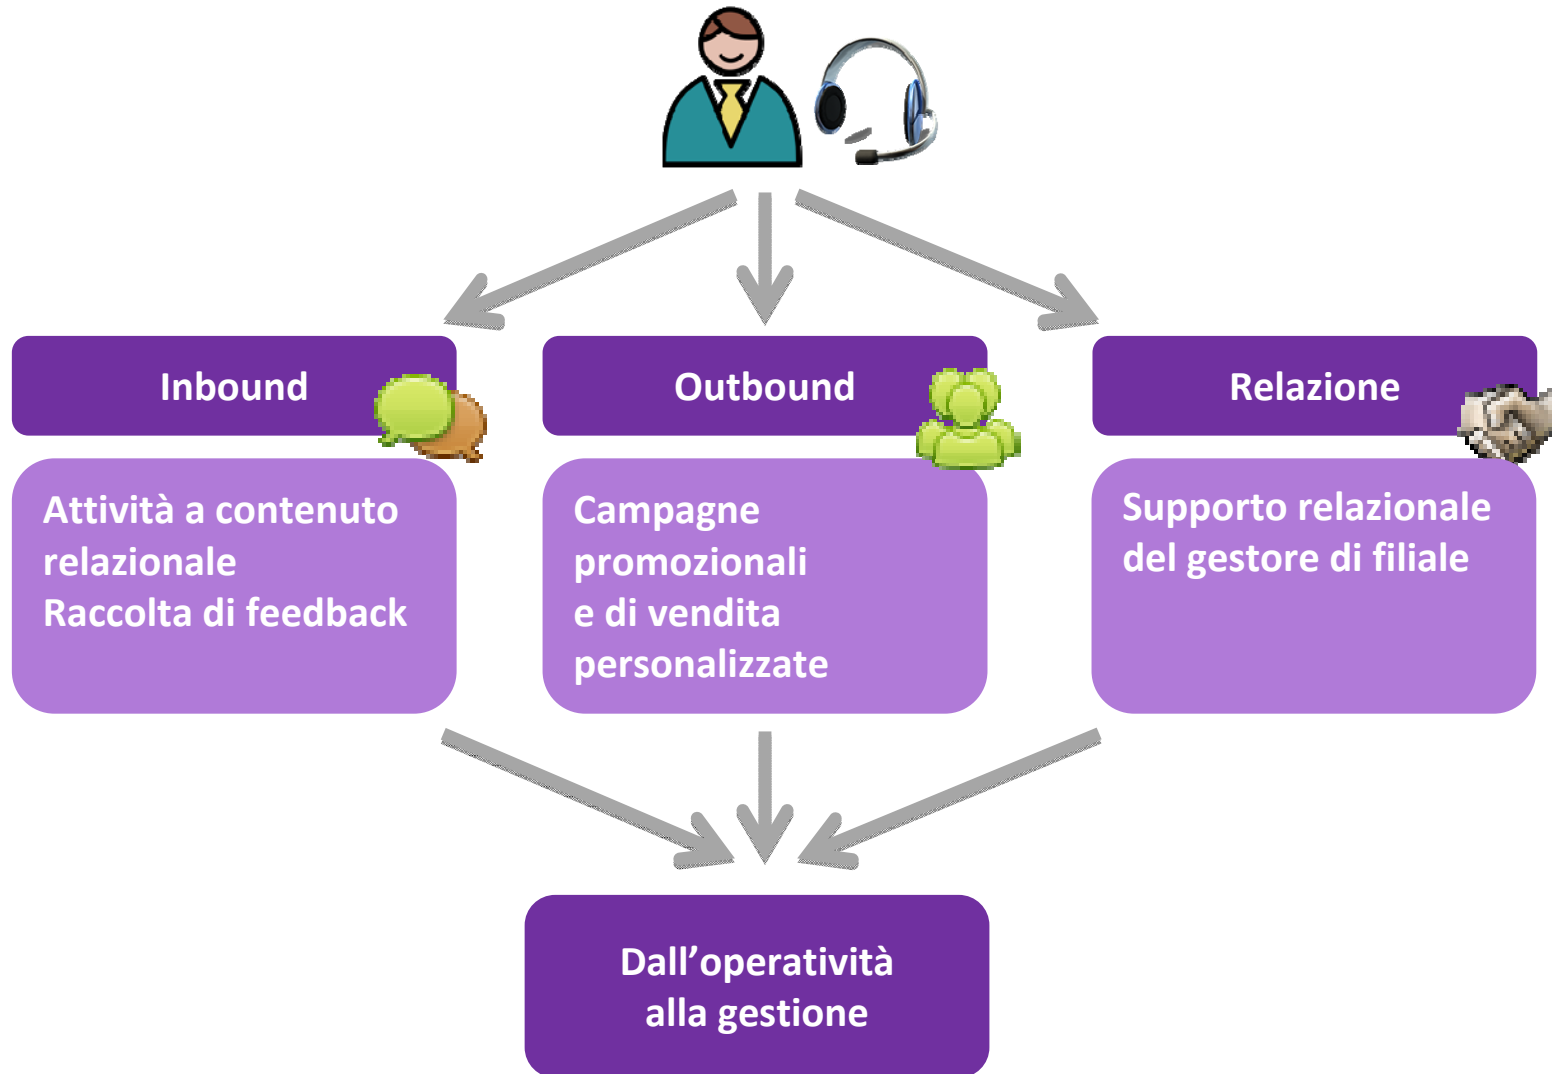 Inbound
Outbound
Relazione
Attività a contenuto
relazionale
Raccolta di feedback
Campagne
promozionali
e di vendita
personalizzate
Supporto relazionale
del gestore di filiale
Dall’operatività
alla gestione